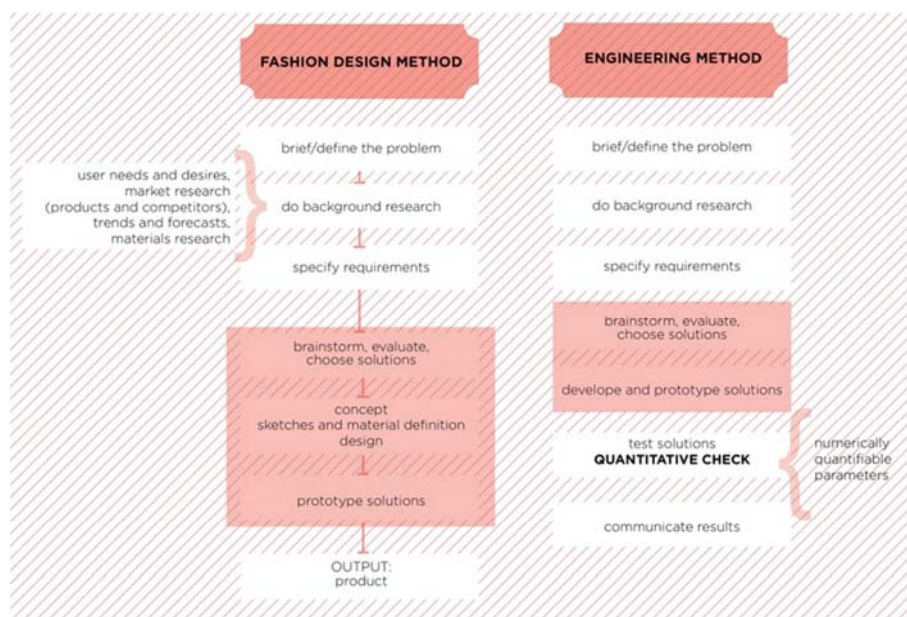 FASHION DESIGN METHOD
brief/define the problem
user needs and desires,
market research
(products and competitors),
trends and forecasts,
materials research
do background research
specify requirements
brainstorm, evaluate,
choose solutions
concept
sketches and material definition
design
prototype solutions
OUTPUT:
product
ENGINEERING METHOD
brief/define the problem
do background research
specify requirements
brainstorm, evaluate,
choose solutions
develope and prototype solutions
test solutions
QUANTITATIVE CHECK
numerically
quantifiable
parameters
communicate results